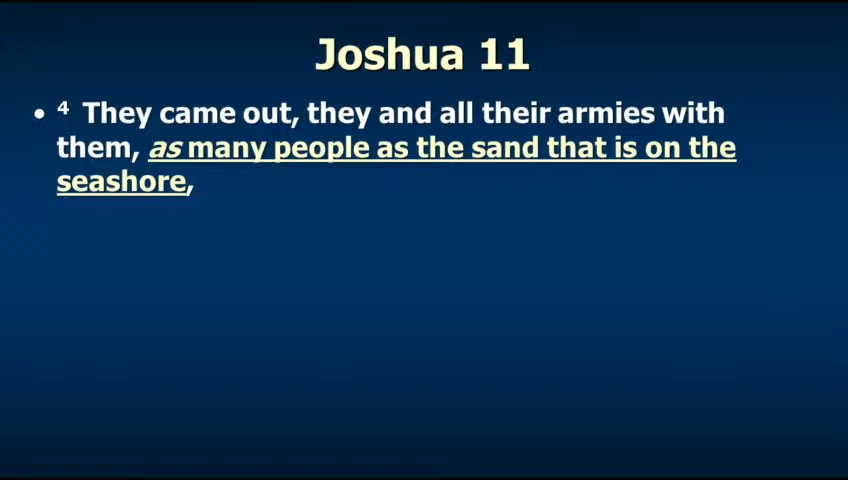 Joshua 11
• ⁴ They came out, they and all their armies with
them, as many people as the sand that is on the
seashore,